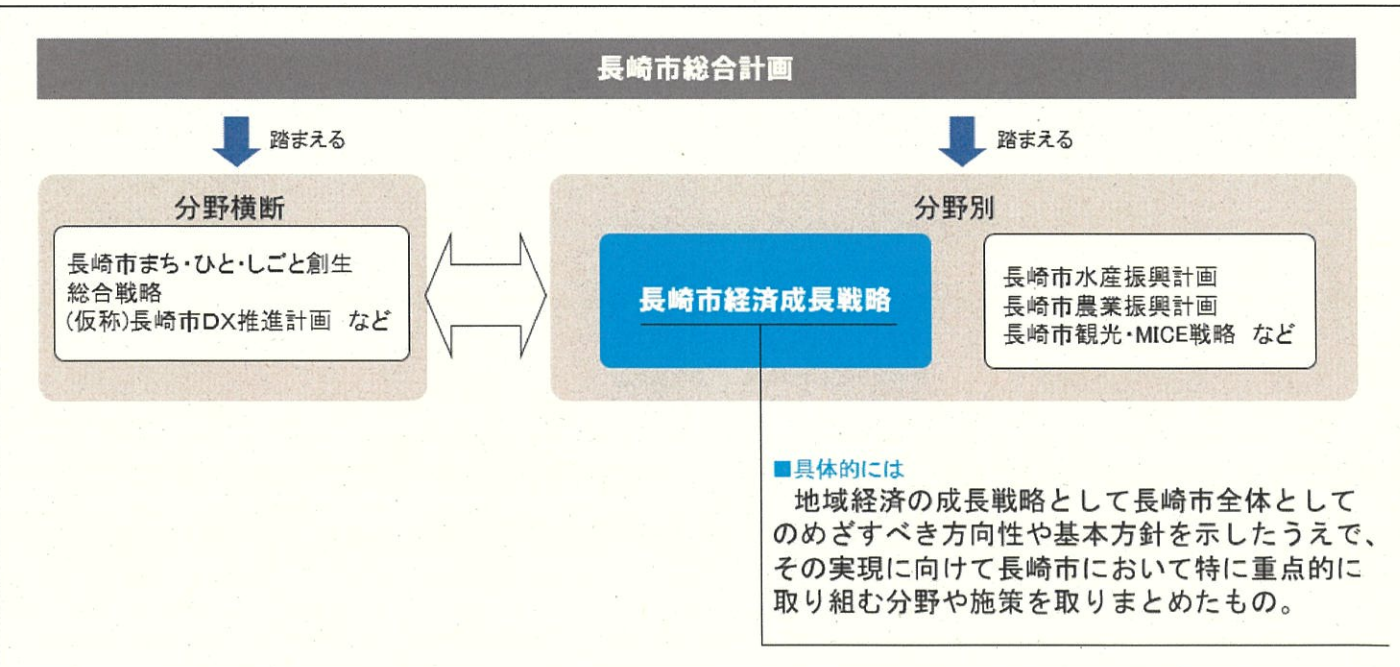 長崎市総合計画
踏まえる
踏まえる
分野横断
長崎市まち・ひと・しごと創生
総合戦略
(仮称)長崎市DX推進計画 など
分野別
長崎市経済成長戦略
長崎市水産振興計画
長崎市農業振興計画
長崎市観光・MICE戦略 など
■具体的には
地域経済の成長戦略として長崎市全体として
のめざすべき方向性や基本方針を示したうえで、
その実現に向けて長崎市において特に重点的に
取り組む分野や施策を取りまとめたもの。